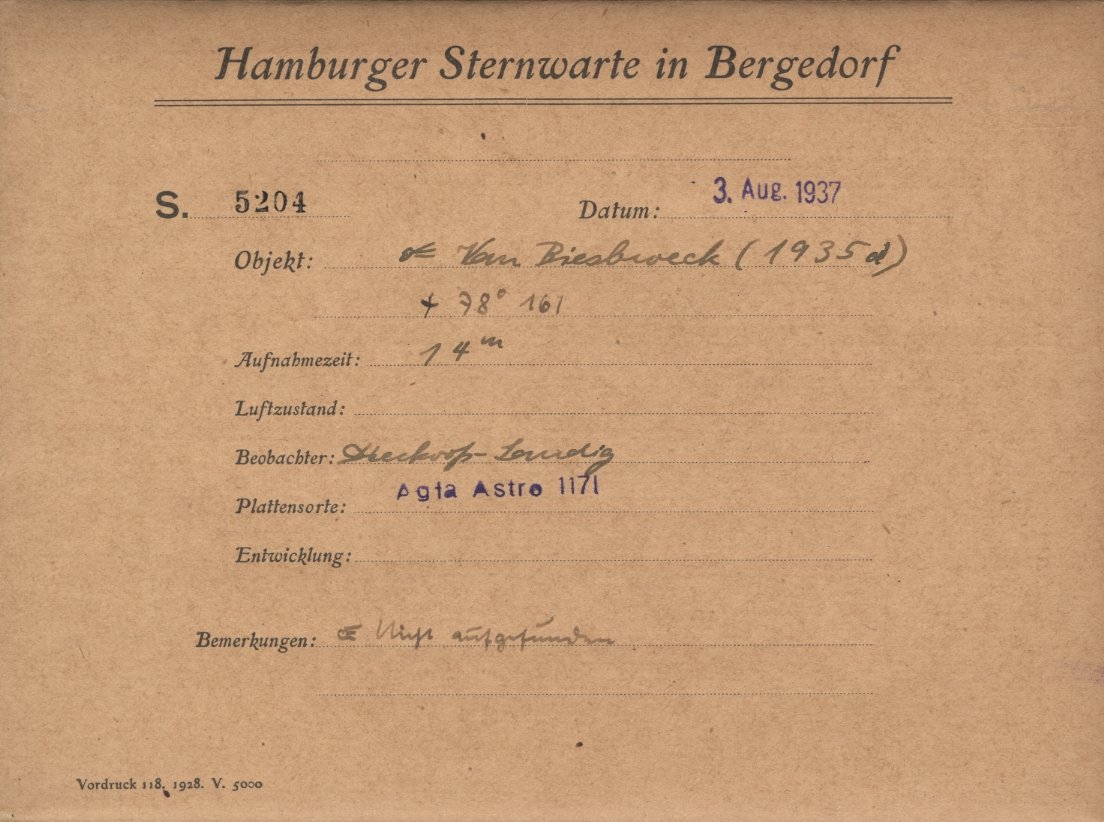 Hamburger Sternwarte in Bergedorf
S. 5204 Datum: 3. Aug. 1937
Objekt: ☄ Van Biesbroeck (1935 d)
+ 78° 161
Aufnahmezeit: 14ᵐ
Luftzustand:
Beobachter: Dieckvoß-
Plattensorte: Agfa Astro 1171
Entwicklung:
Bemerkungen: ☄ Nicht aufgefunden
Vordruck 118. 1928. V. 5000